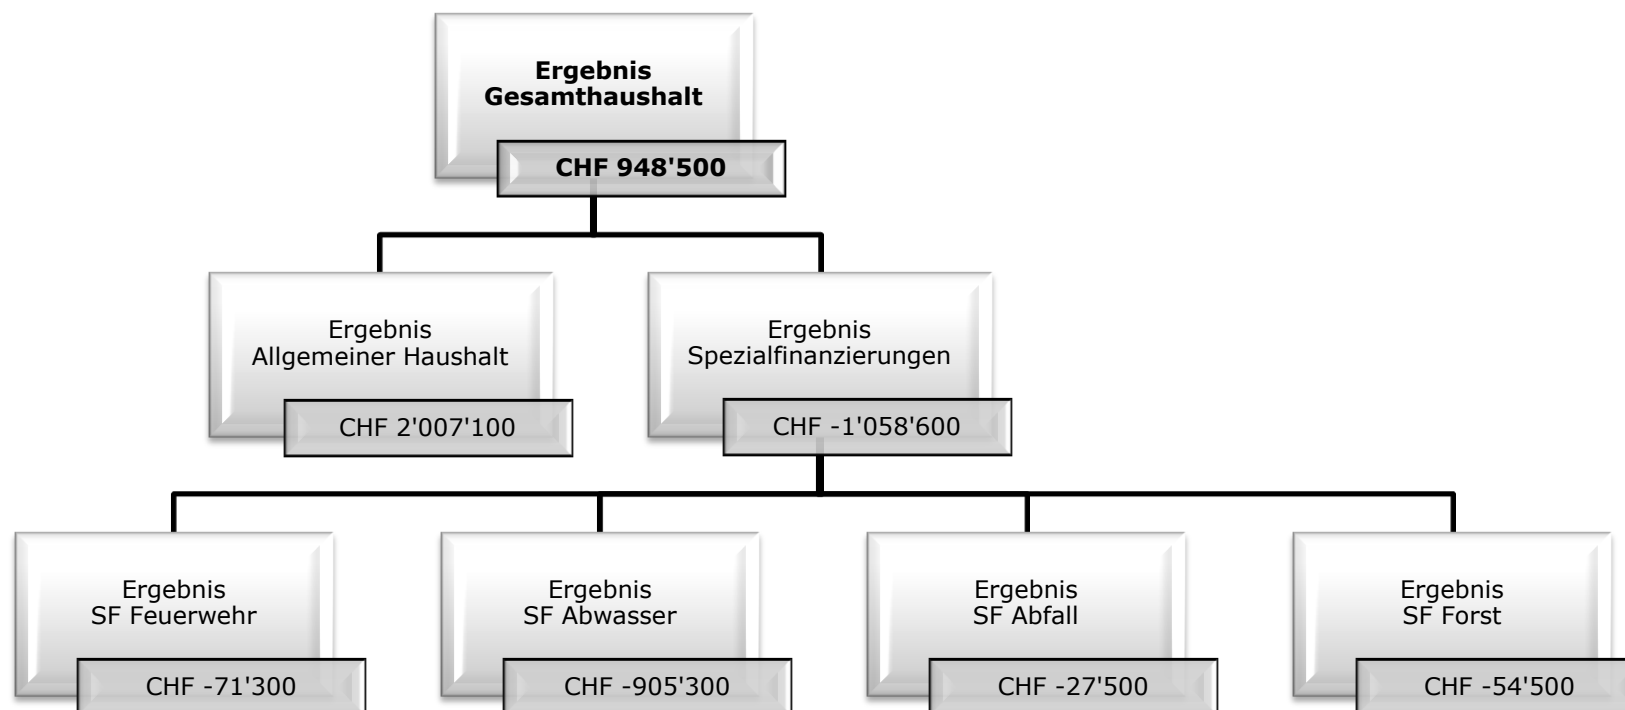 Ergebnis
Gesamthaushalt
CHF 948'500
Ergebnis
Allgemeiner Haushalt
CHF 2'007'100
Ergebnis
Spezialfinanzierungen
CHF -1'058'600
Ergebnis
SF Feuerwehr
CHF -71'300
Ergebnis
SF Abwasser
CHF -905'300
Ergebnis
SF Abfall
CHF -27'500
Ergebnis
SF Forst
CHF -54'500